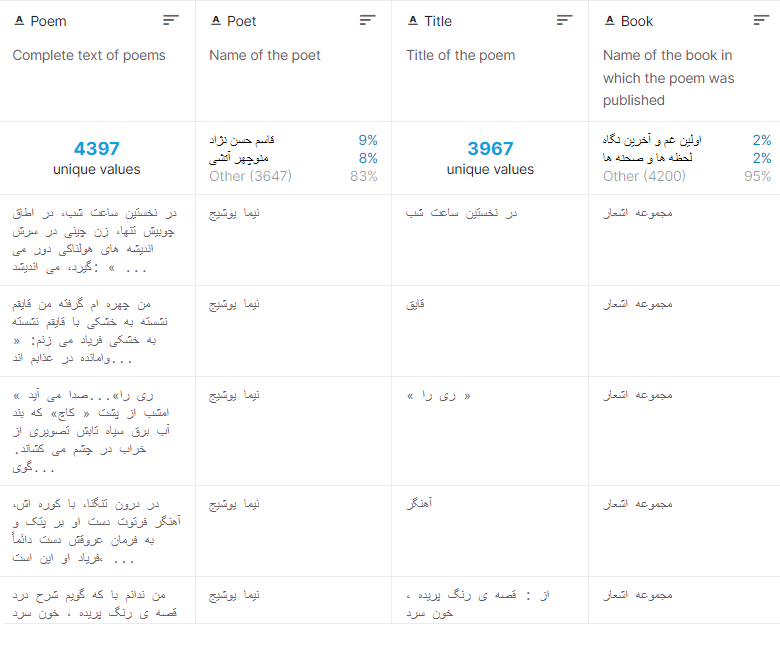 Poem
Poet
Title
Book
Complete text of poems
Name of the poet
Title of the poem
Name of the book in
which the poem was
published
4397
unique values
قاسم حسن نژاد 9%
منوچهر آتشی 8%
Other (3647) 83%
3967
unique values
اولین غم و آخرین نگاه 2%
لحظه ها و صحنه ها 2%
Other (4200) 95%
در نخستین ساعت شب، در اطاق
چوبیش تنها، زن چینی در سرش
اندیشه های هولناکی دور می
گیرد، می اندیشد: « ...
نیما یوشیج
در نخستین ساعت شب
مجموعه اشعار
من چهره ام گرفته من قایقم
نشسته به خشکی با قایقم نشسته
به خشکی فریاد می زنم: «
وامانده در عذابم اند...
نیما یوشیج
قایق
مجموعه اشعار
« ری را»...صدا می آید
امشب از پشت « کاچ» که بند
آب برق سیاه تابش تصویری از
خراب در چشم می کشاند.
گوی...
نیما یوشیج
« ری را »
مجموعه اشعار
در درون تنگنا، با کوره اش،
آهنگر فرتوت دست او بر پتک و
به فرمان عروقش دست دائماً
فریاد او این است، ...
نیما یوشیج
آهنگر
مجموعه اشعار
من ندانم با که گویم شرح درد
قصه ی رنگ پریده ، خون سرد
نیما یوشیج
از : قصه ی رنگ پریده ،
خون سرد
مجموعه اشعار